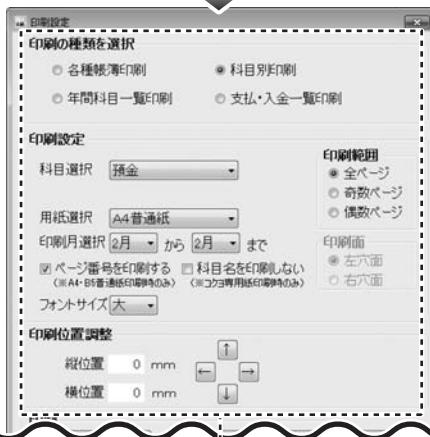 印刷設定
印刷の種類を選択
各種帳簿印刷 科目別印刷
年間科目一覧印刷 支払・入金一覧印刷
印刷設定
科目選択 預金
用紙選択 A4普通紙
印刷月選択 2月 から 2月 まで
ページ番号を印刷する 科目名を印刷しない
(※A4・B5普通紙印刷時のみ) (※コクヨ専用紙印刷時のみ)
フォントサイズ 大
印刷範囲
全ページ
奇数ページ
偶数ページ
印刷面
左穴面
右穴面
印刷位置調整
縦位置 0 mm
横位置 0 mm
↑
← →
↓